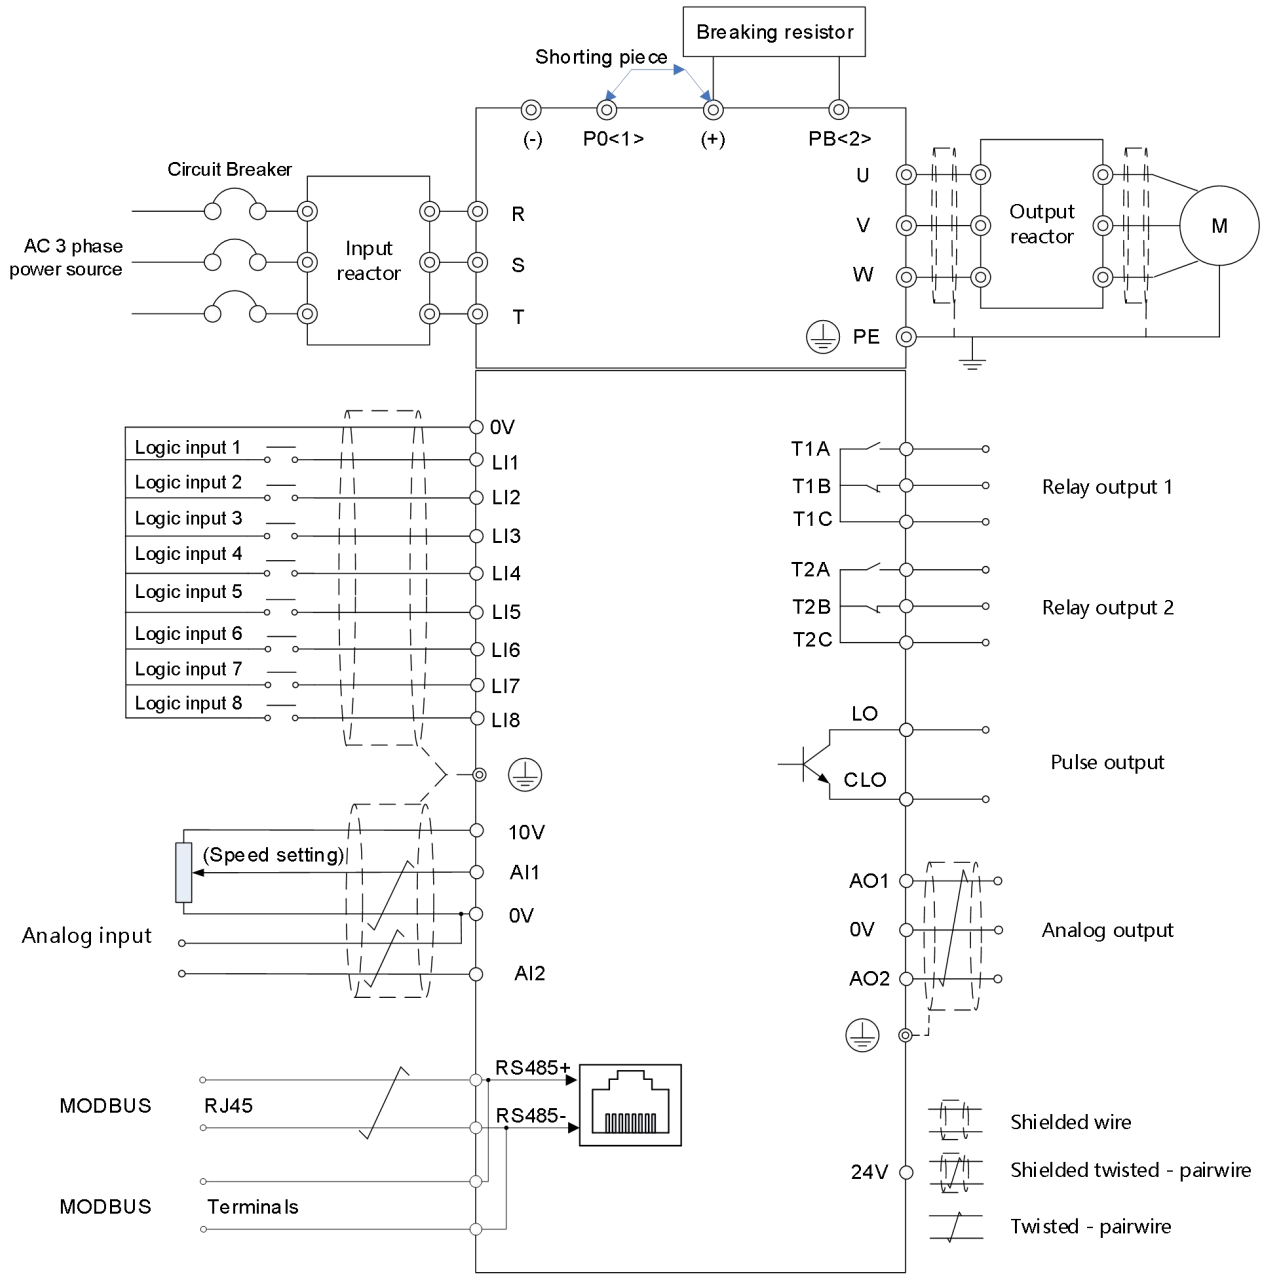 Breaking resistor
Shorting piece
(-)
P0<1>
(+)
PB<2>
Circuit Breaker
AC 3 phase
power source
Input
reactor
R
S
T
U
V
W
PE
Output
reactor
M
0V
Logic input 1
LI1
Logic input 2
LI2
Logic input 3
LI3
Logic input 4
LI4
Logic input 5
LI5
Logic input 6
LI6
Logic input 7
LI7
Logic input 8
LI8
T1A
T1B
T1C
Relay output 1
T2A
T2B
T2C
Relay output 2
LO
CLO
Pulse output
10V
(Speed setting)
AI1
0V
Analog input
AI2
AO1
0V
AO2
Analog output
RS485+
MODBUS
RJ45
RS485-
MODBUS
Terminals
24V
Shielded wire
Shielded twisted - pairwire
Twisted - pairwire